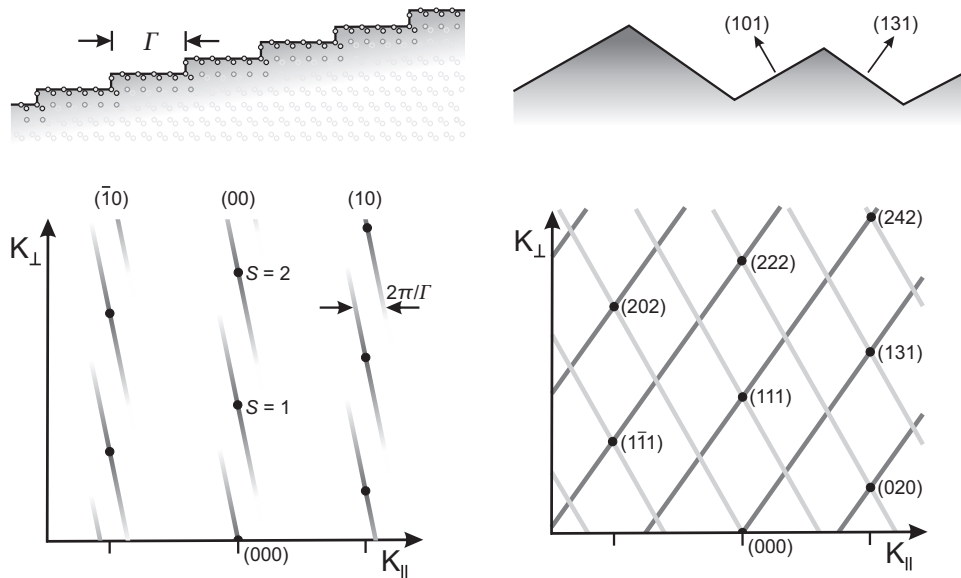 Γ
(101)
(131)
(1̄0)
(00)
(10)
K⊥
S = 2
2π/Γ
S = 1
(000)
K||
K⊥
(242)
(222)
(202)
(131)
(111)
(11̄1)
(020)
(000)
K||